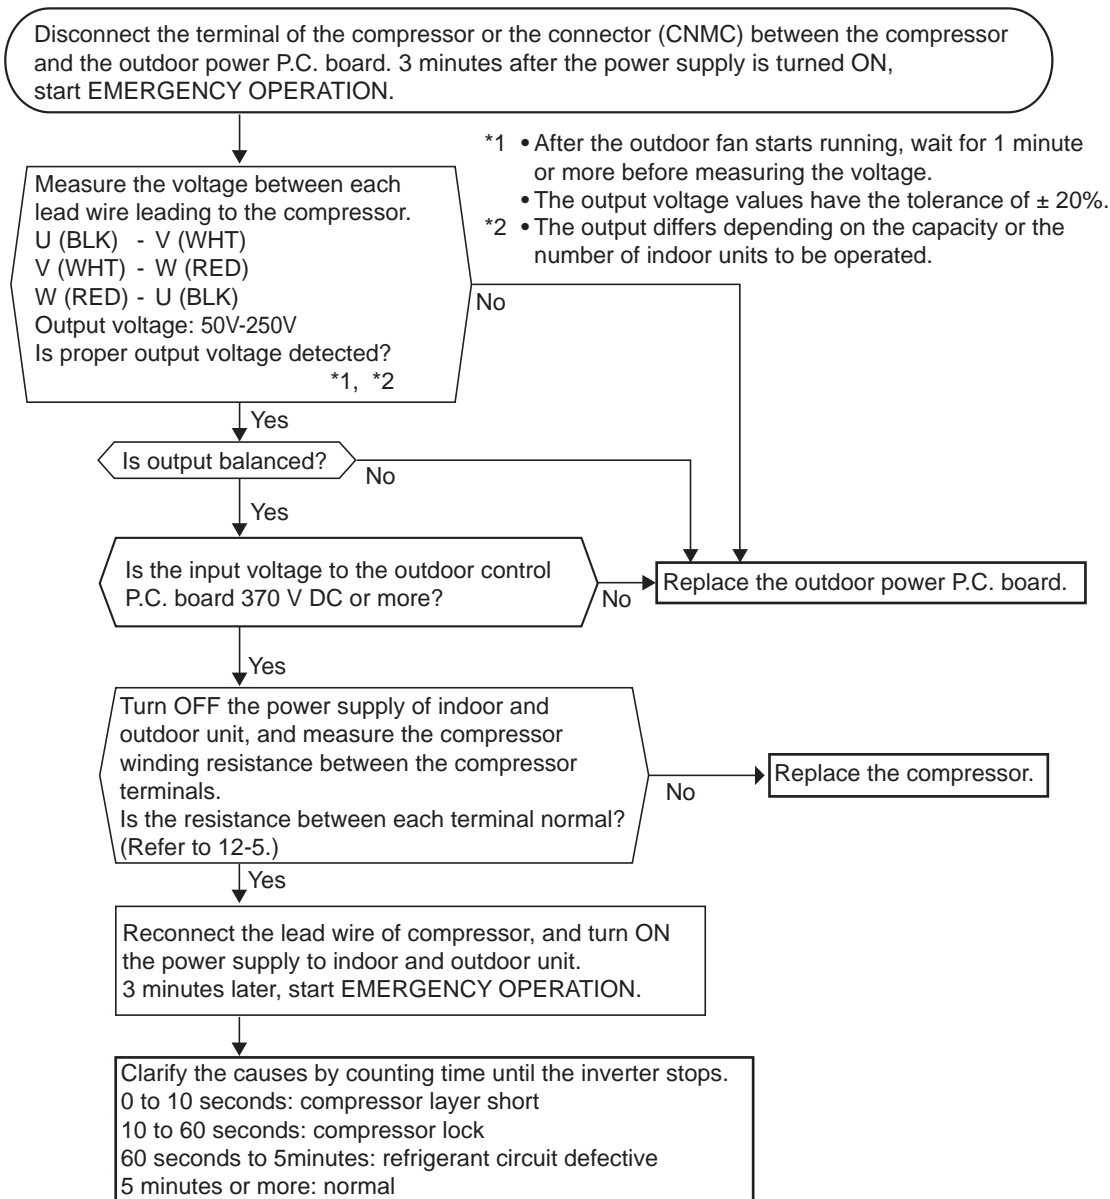 Disconnect the terminal of the compressor or the connector (CNMC) between the compressor
and the outdoor power P.C. board. 3 minutes after the power supply is turned ON,
start EMERGENCY OPERATION.
*1 • After the outdoor fan starts running, wait for 1 minute
or more before measuring the voltage.
• The output voltage values have the tolerance of ± 20%.
*2 • The output differs depending on the capacity or the
number of indoor units to be operated.
Measure the voltage between each
lead wire leading to the compressor.
U (BLK) - V (WHT)
V (WHT) - W (RED)
W (RED) - U (BLK)
Output voltage: 50V-250V
Is proper output voltage detected?
*1, *2
No
Yes
Is output balanced?
No
Yes
Is the input voltage to the outdoor control
P.C. board 370 V DC or more?
No
Replace the outdoor power P.C. board.
Yes
Turn OFF the power supply of indoor and
outdoor unit, and measure the compressor
winding resistance between the compressor
terminals.
Is the resistance between each terminal normal?
(Refer to 12-5.)
No
Replace the compressor.
Yes
Reconnect the lead wire of compressor, and turn ON
the power supply to indoor and outdoor unit.
3 minutes later, start EMERGENCY OPERATION.
Clarify the causes by counting time until the inverter stops.
0 to 10 seconds: compressor layer short
10 to 60 seconds: compressor lock
60 seconds to 5minutes: refrigerant circuit defective
5 minutes or more: normal